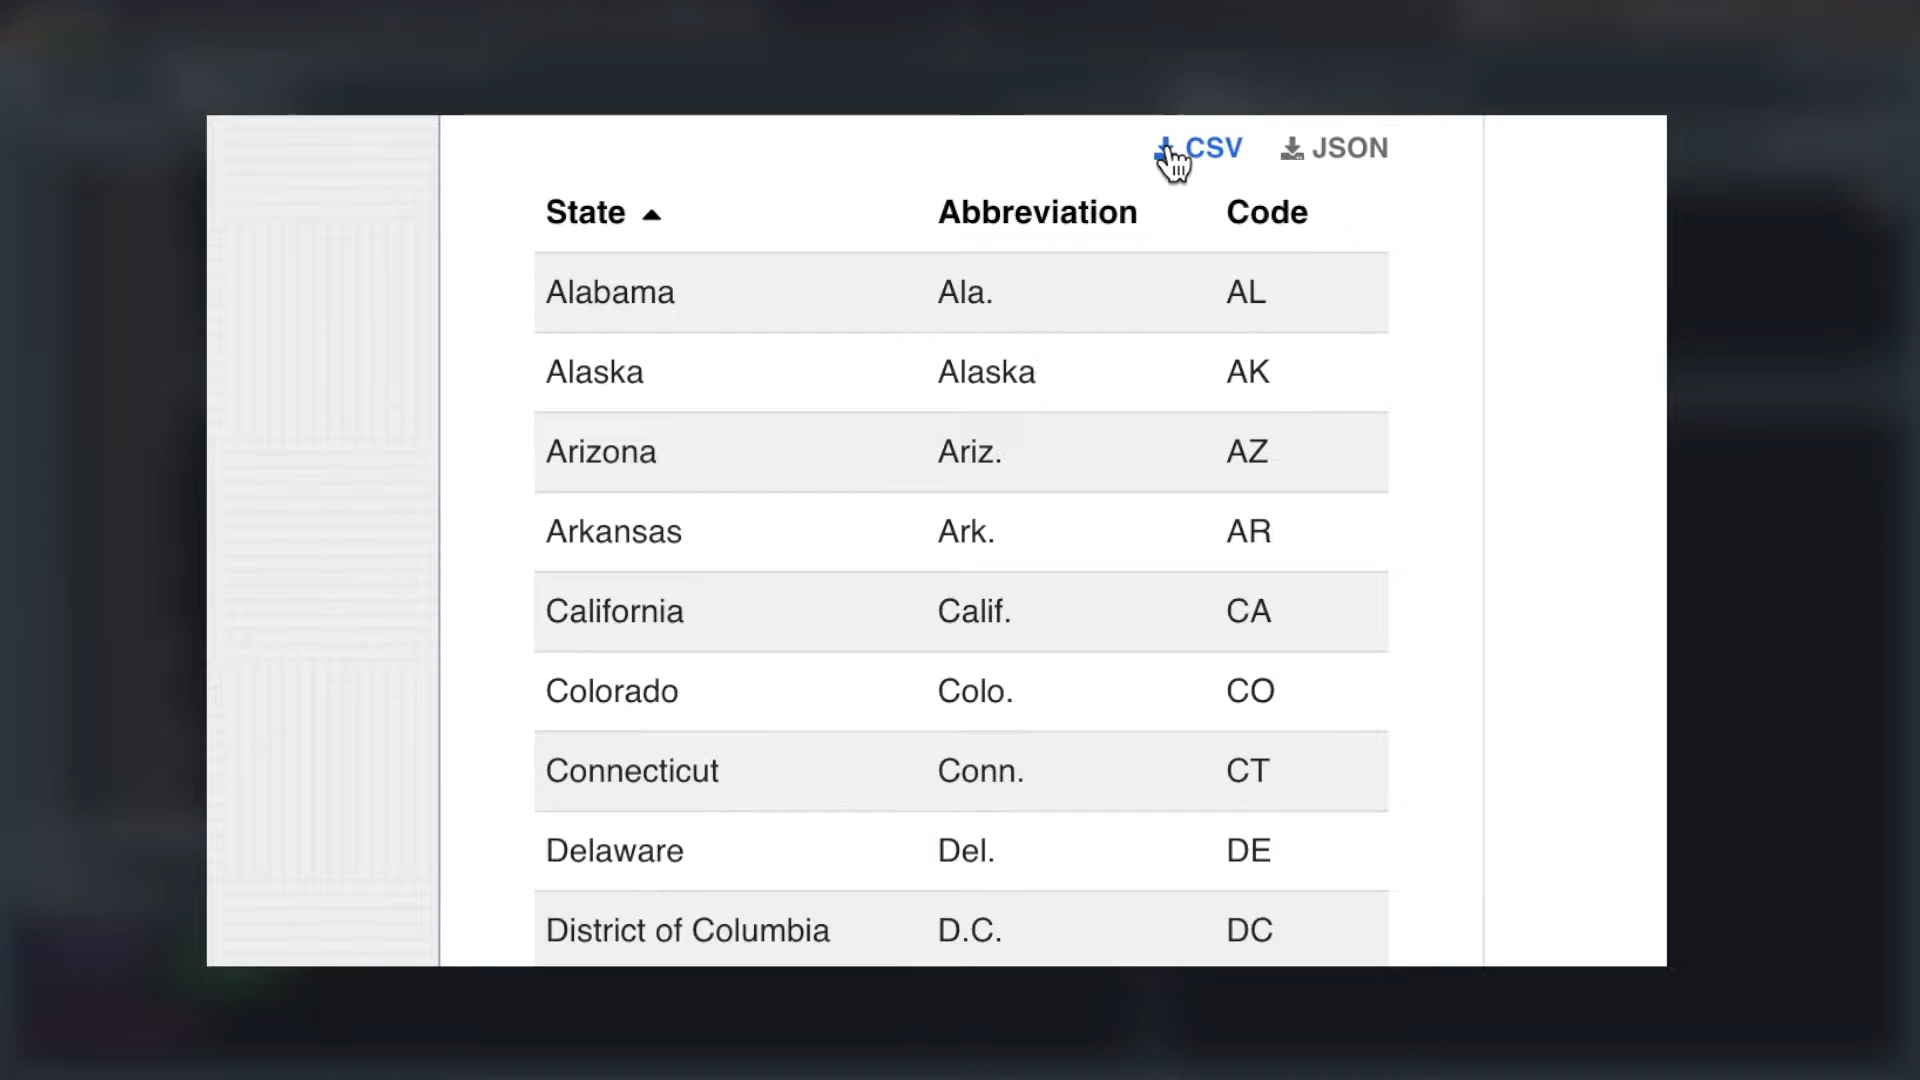 CSV JSON
State Abbreviation Code
Alabama Ala. AL
Alaska Alaska AK
Arizona Ariz. AZ
Arkansas Ark. AR
California Calif. CA
Colorado Colo. CO
Connecticut Conn. CT
Delaware Del. DE
District of Columbia D.C. DC